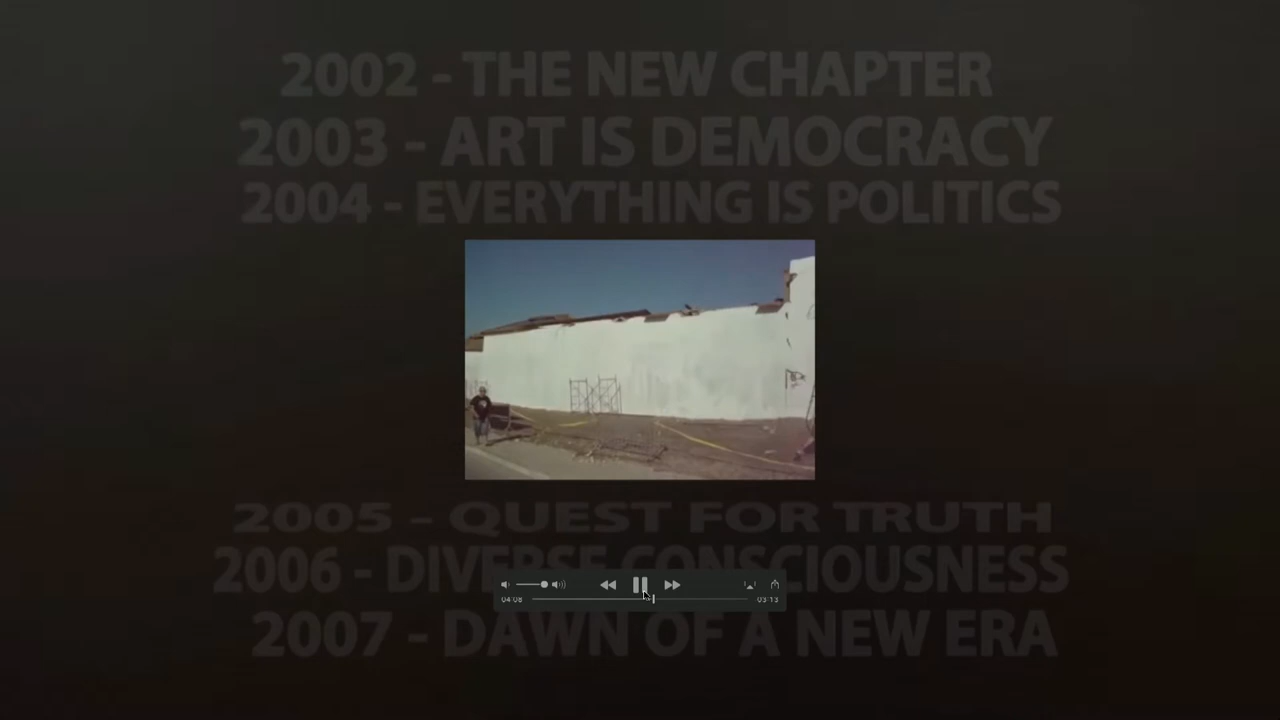 2002 - THE NEW CHAPTER
2003 - ART IS DEMOCRACY
2004 - EVERYTHING IS POLITICS
2005 - QUEST FOR TRUTH
2006 - DIVERSE CONSCIOUSNESS
04:08 03:13
2007 - DAWN OF A NEW ERA